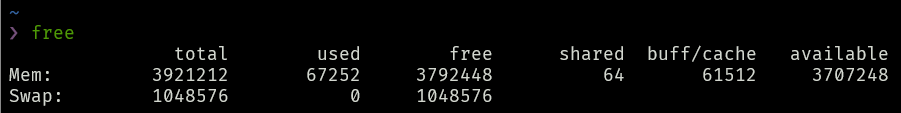 ~
❯ free
total used free shared buff/cache available
Mem: 3921212 67252 3792448 64 61512 3707248
Swap: 1048576 0 1048576